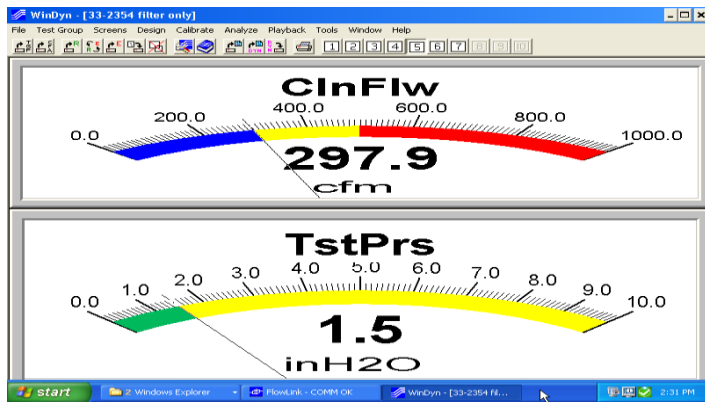 WinDyn - [33-2354 filter only]
File Test Group Screens Design Calibrate Analyze Playback Tools Window Help
1 2 3 4 5 6 7 8 9 10
ClnFlw
0.0 200.0 400.0 600.0 800.0 1000.0
297.9
cfm
TstPrs
0.0 1.0 2.0 3.0 4.0 5.0 6.0 7.0 8.0 9.0 10.0
1.5
inH2O
start 2 Windows Explorer FlowLink - COMM OK WinDyn - [33-2354 fil... 2:31 PM